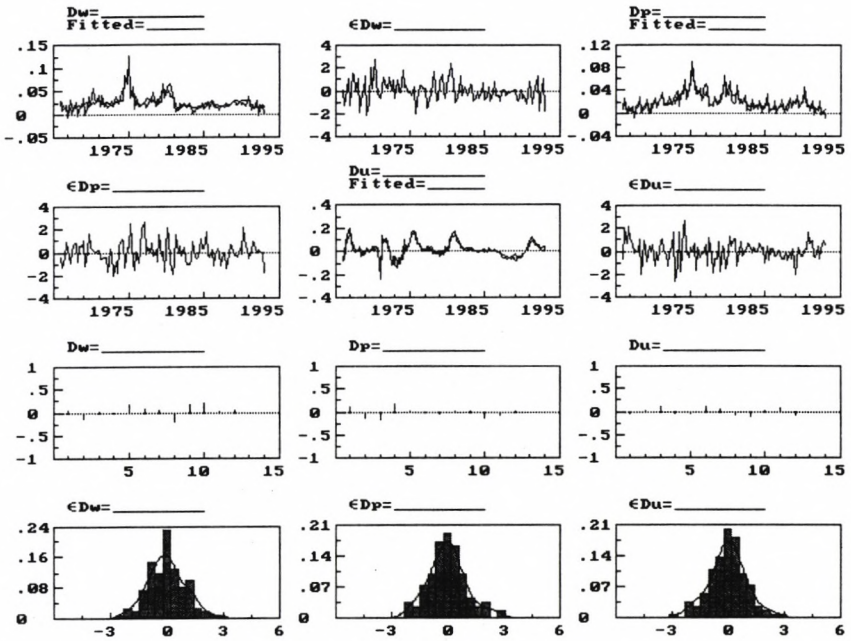 Dw=
Fitted=
ϵDw=
Dp=
Fitted=
.15
.1
.05
0
-.05
1975 1985 1995
4
2
0
-2
-4
1975 1985 1995
.12
.08
.04
0
-.04
1975 1985 1995
ϵDp=
Du=
Fitted=
ϵDu=
4
2
0
-2
-4
1975 1985 1995
.4
.2
0
-.2
-.4
1975 1985 1995
4
2
0
-2
-4
1975 1985 1995
Dw=
Dp=
Du=
1
.5
0
-.5
-1
5 10 15
1
.5
0
-.5
-1
5 10 15
1
.5
0
-.5
-1
5 10 15
ϵDw=
ϵDp=
ϵDu=
.24
.16
.08
0
-3 0 3 6
.21
.14
.07
0
-3 0 3 6
.21
.14
.07
0
-3 0 3 6